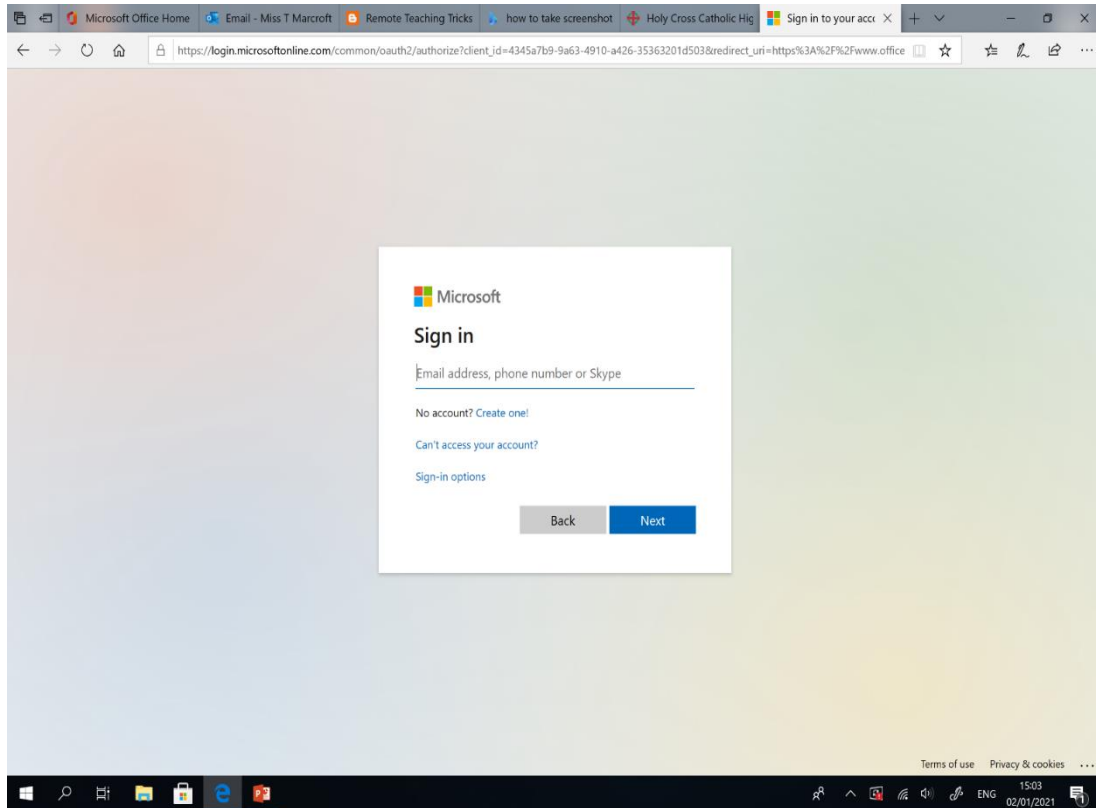 Microsoft Office Home Email - Miss T Marcroft Remote Teaching Tricks how to take screenshot Holy Cross Catholic Hig Sign in to your acce
https://login.microsoftonline.com/common/oauth2/authorize?client_id=4345a7b9-9a63-4910-a426-35363201d503&redirect_uri=https%3A%2F%2Fwww.office
Microsoft
Sign in
Email address, phone number or Skype
No account? Create one!
Can't access your account?
Sign-in options
Back Next
Terms of use Privacy & cookies ...
ENG 15:03
02/01/2021